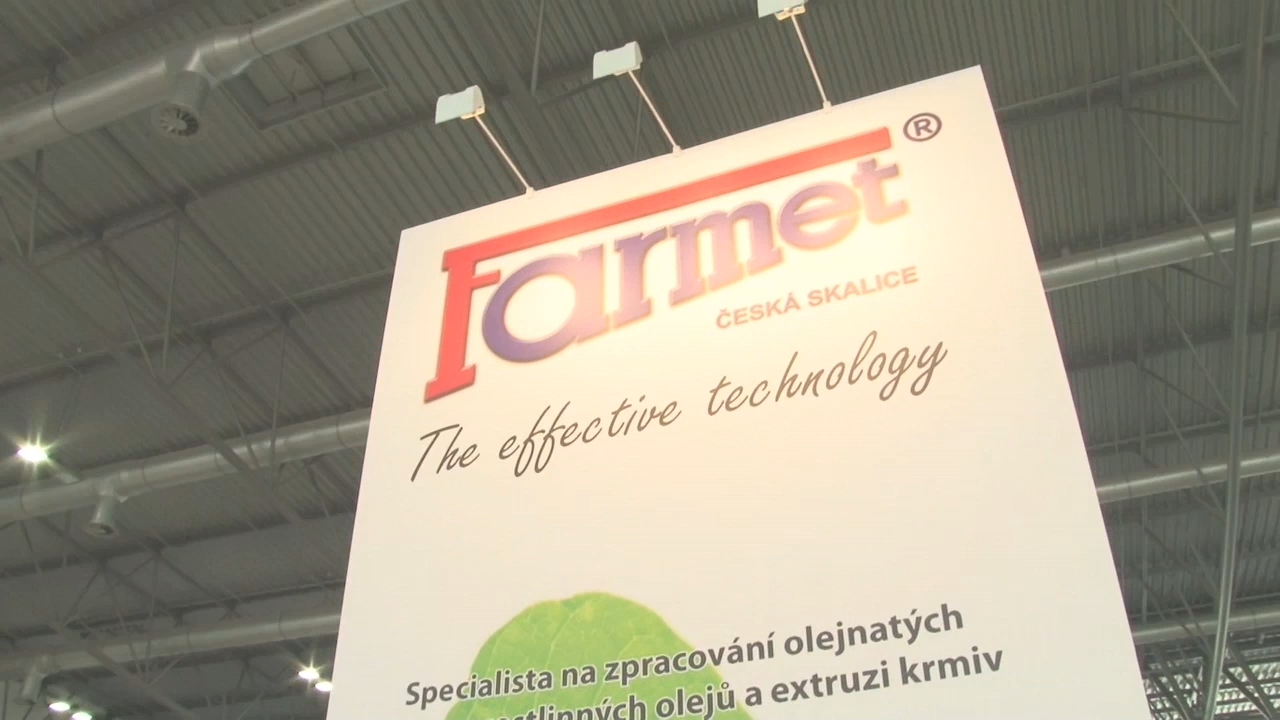 Farmet®
ČESKÁ SKALICE
The effective technology
Specialista na zpracování olejnatých
olejů a extruzi krmiv